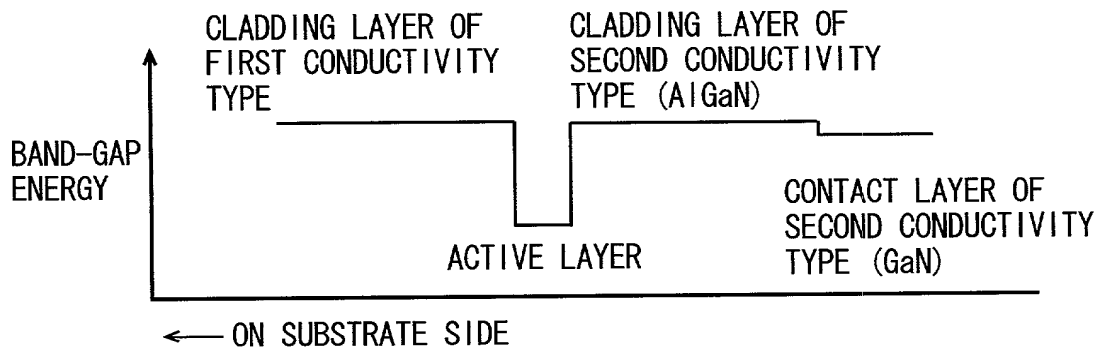 CLADDING LAYER OF
FIRST CONDUCTIVITY
TYPE
CLADDING LAYER OF
SECOND CONDUCTIVITY
TYPE (AlGaN)
BAND-GAP
ENERGY
CONTACT LAYER OF
SECOND CONDUCTIVITY
TYPE (GaN)
ACTIVE LAYER
ON SUBSTRATE SIDE